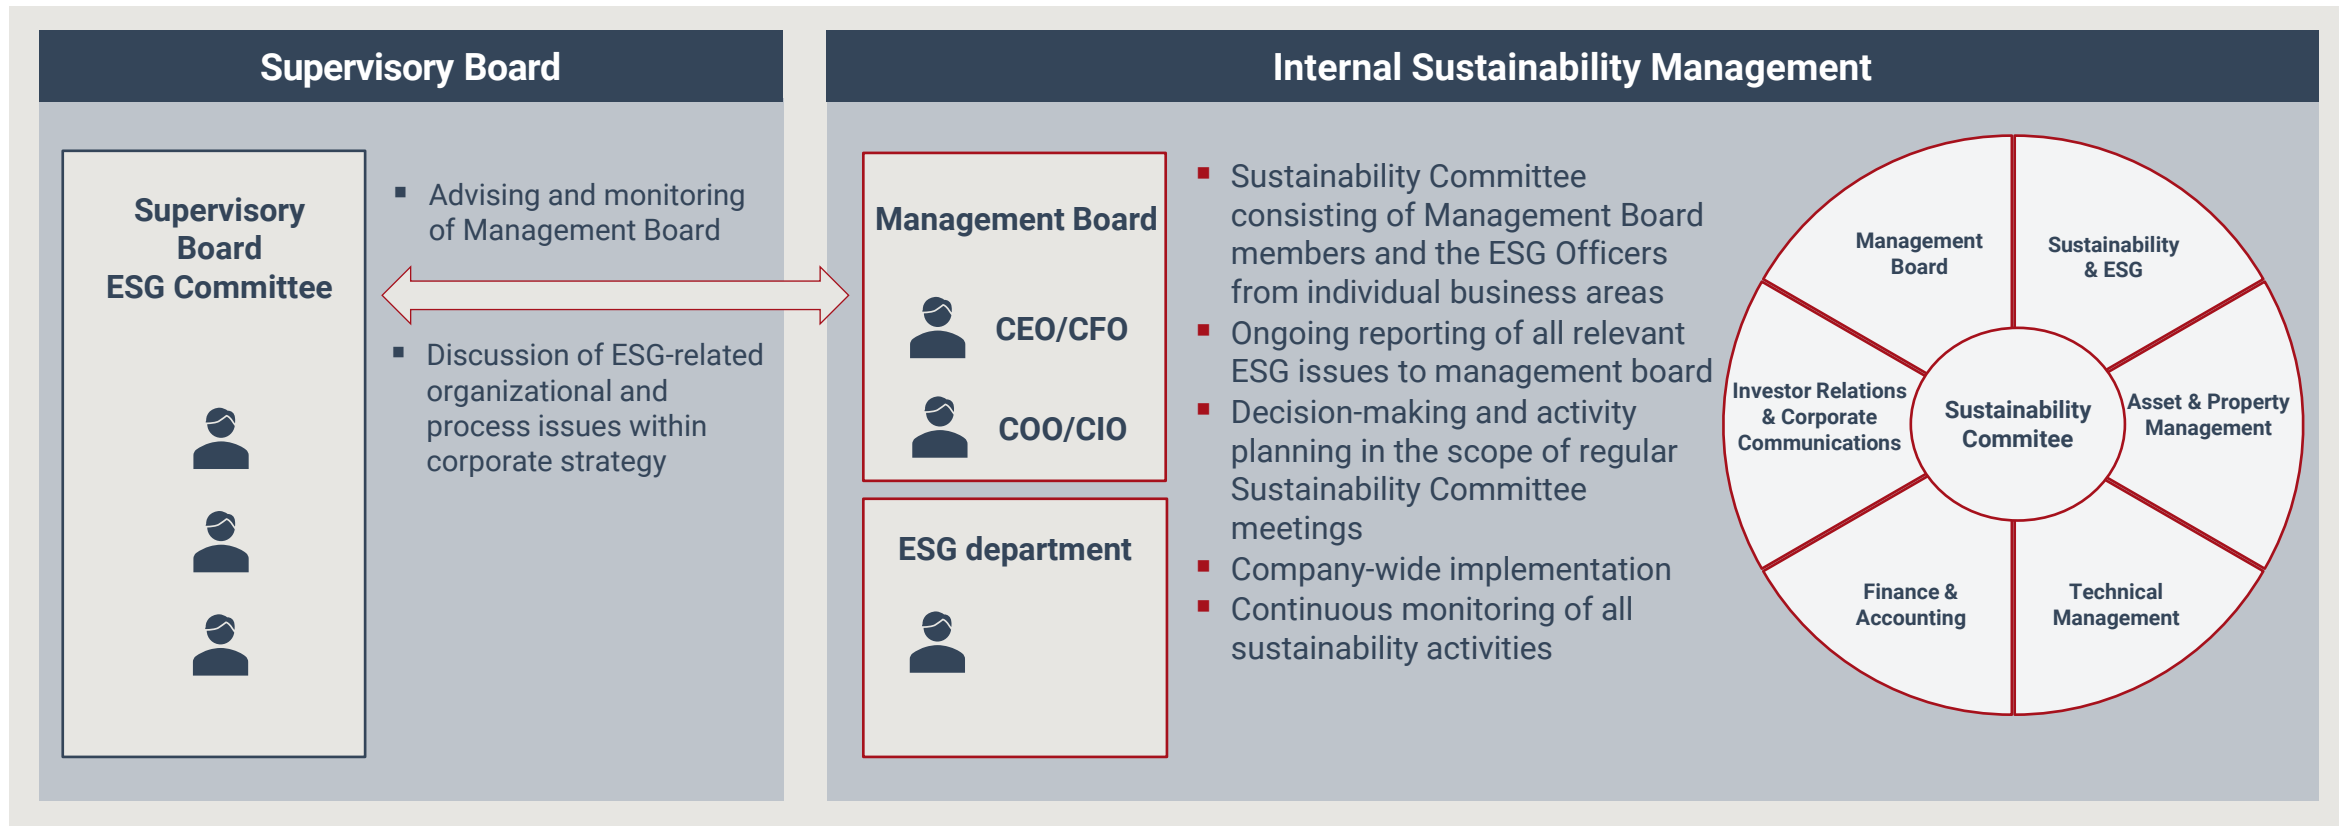 Supervisory Board
Supervisory
Board
ESG Committee
Advising and monitoring
of Management Board
Discussion of ESG-related
organizational and
process issues within
corporate strategy
Internal Sustainability Management
Management Board
CEO/CFO
COO/CIO
ESG department
Sustainability Committee
consisting of Management Board
members and the ESG Officers
from individual business areas
Ongoing reporting of all relevant
ESG issues to management board
Decision-making and activity
planning in the scope of regular
Sustainability Committee
meetings
Company-wide implementation
Continuous monitoring of all
sustainability activities
Management
Board
Sustainability
& ESG
Investor Relations
& Corporate
Communications
Sustainability
Commitee
Asset & Property
Management
Finance &
Accounting
Technical
Management